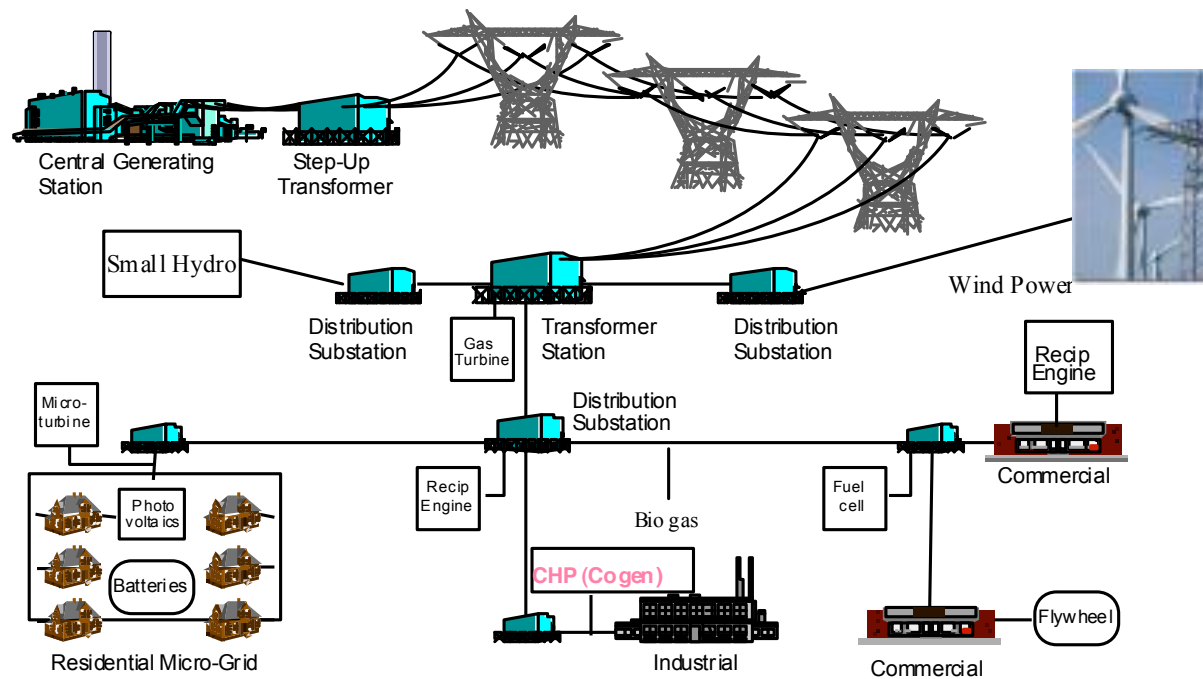 Central Generating
Station
Step-Up
Transformer
Small Hydro
Distribution
Substation
Gas
Turbine
Transformer
Station
Distribution
Substation
Wind Power
Recip
Engine
Micro-
turbine
Distribution
Substation
Commercial
Photo
voltaics
Recip
Engine
Fuel
cell
Bio gas
Batteries
CHP (Cogen)
Flywheel
Residential Micro-Grid
Industrial
Commercial